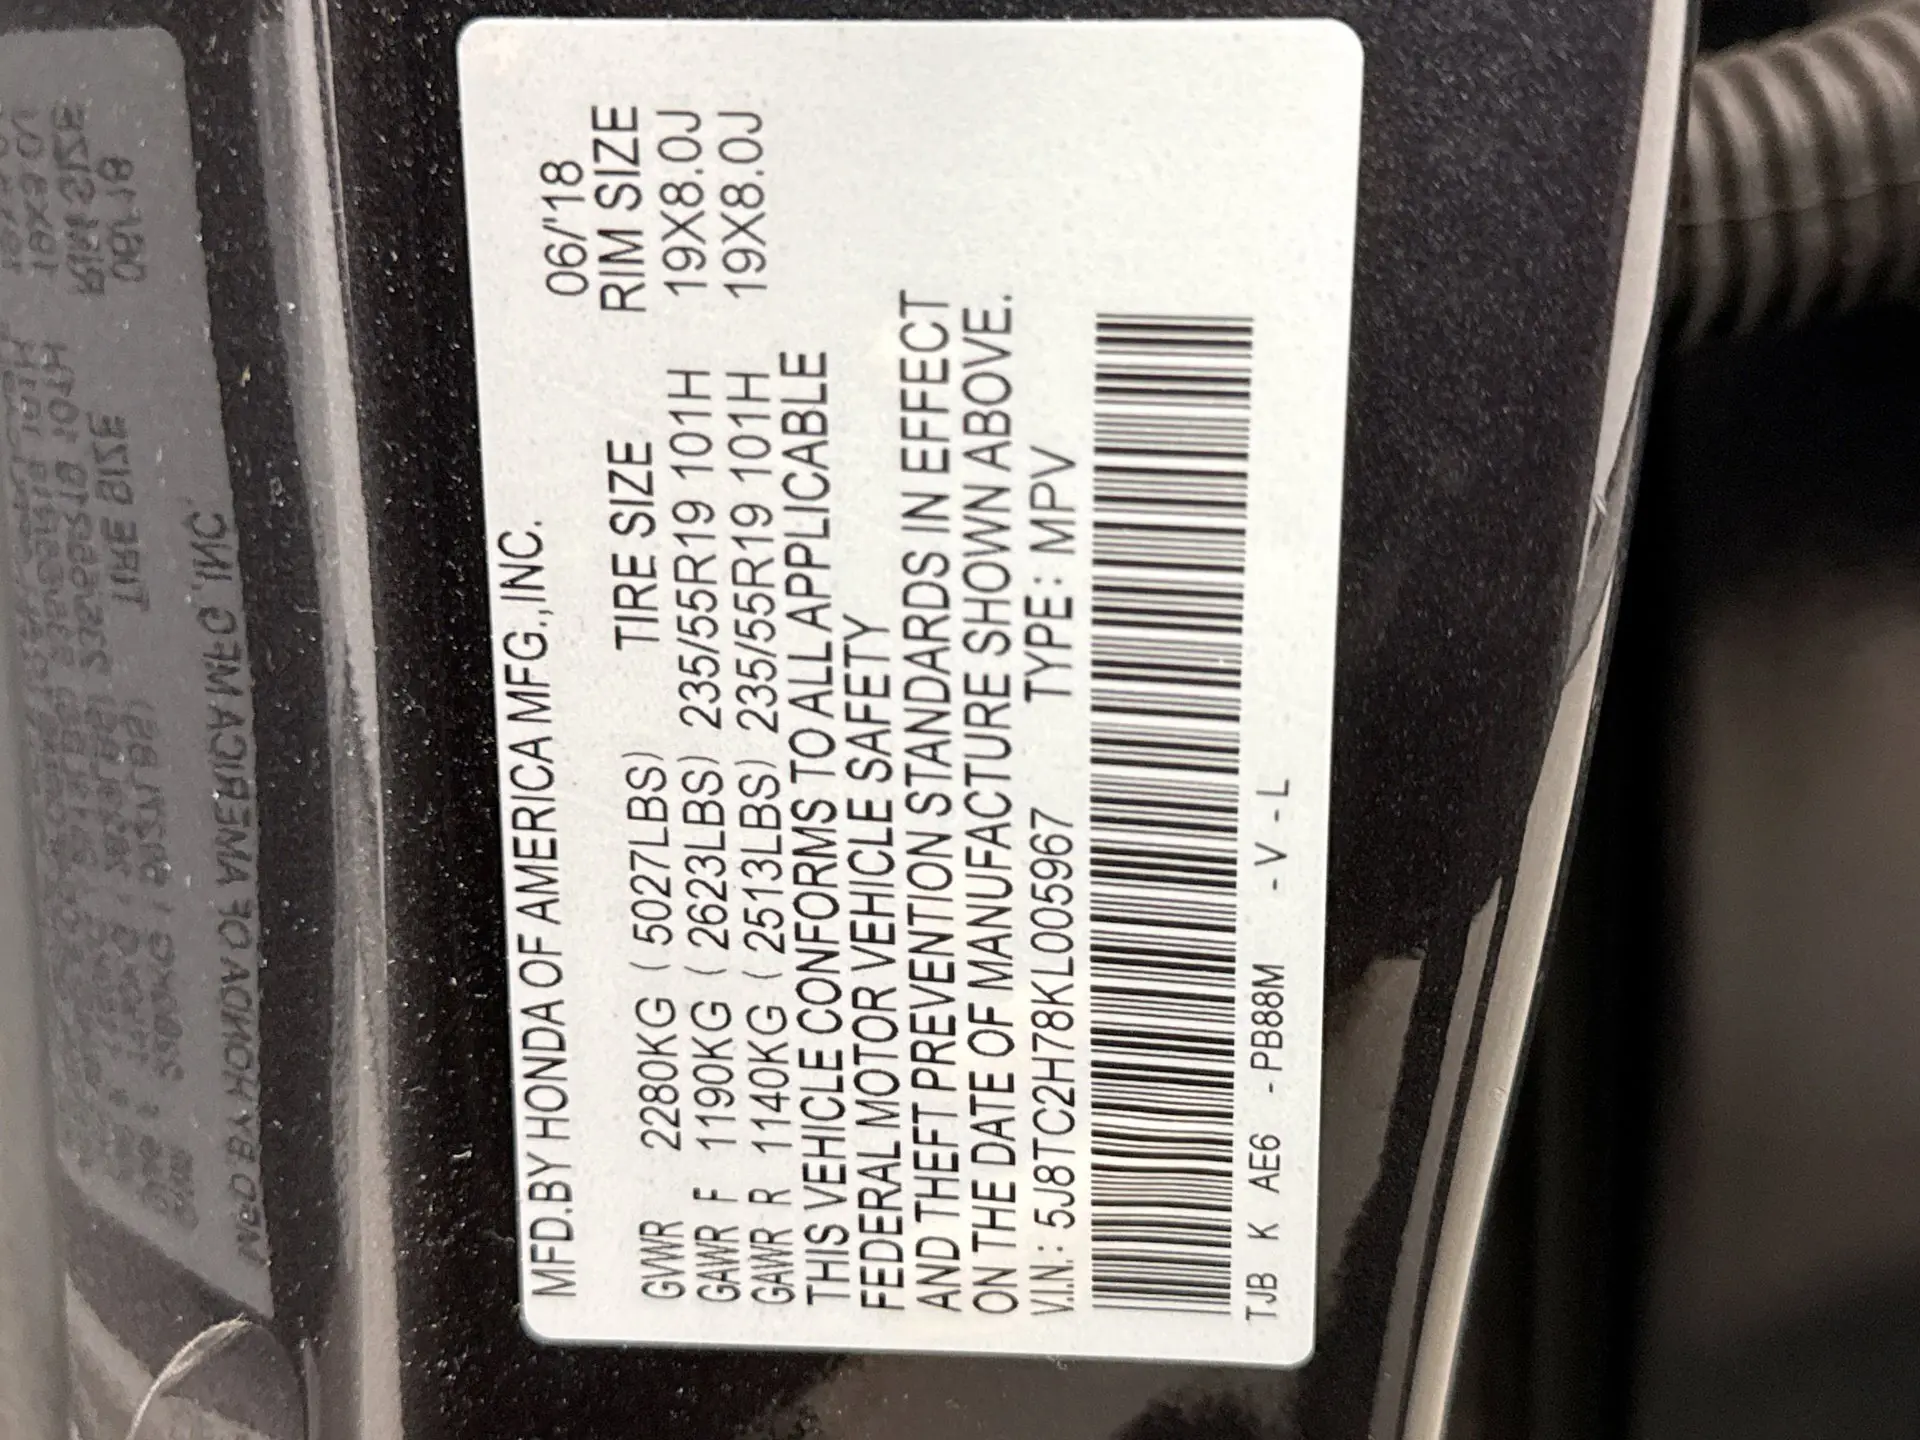 MFD.BY HONDA OF AMERICA MFG.,INC.
06/'18
TIRE SIZE RIM SIZE
GVWR 2280KG ( 5027LBS)
GAWR F 1190KG ( 2623LBS) 235/55R19 101H 19X8.0J
GAWR R 1140KG ( 2513LBS) 235/55R19 101H 19X8.0J
THIS VEHICLE CONFORMS TO ALL APPLICABLE
FEDERAL MOTOR VEHICLE SAFETY
AND THEFT PREVENTION STANDARDS IN EFFECT
ON THE DATE OF MANUFACTURE SHOWN ABOVE.
V.I.N.: 5J8TC2H78KL005967 TYPE: MPV
TJB K AE6 -PB88M -V -L